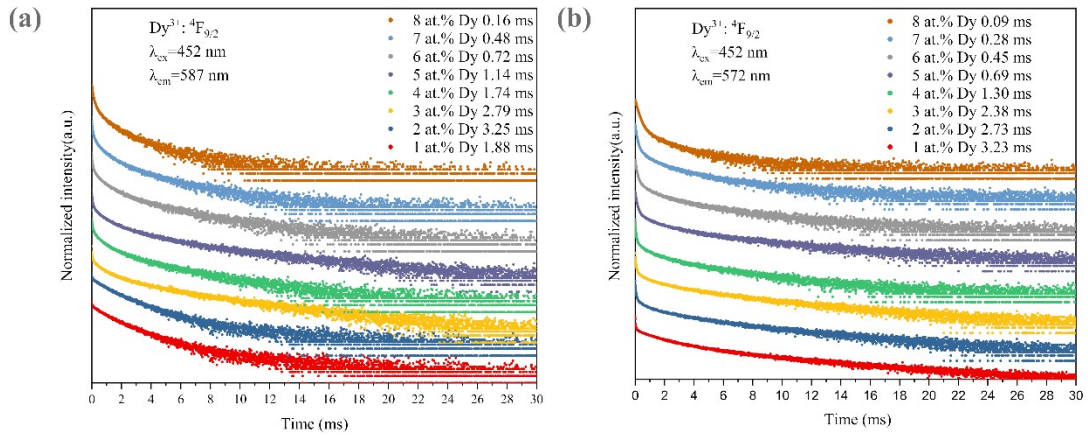 (a)
Dy³⁺: ⁴F₉/₂
λex=452 nm
λem=587 nm
8 at.% Dy 0.16 ms
7 at.% Dy 0.48 ms
6 at.% Dy 0.72 ms
5 at.% Dy 1.14 ms
4 at.% Dy 1.74 ms
3 at.% Dy 2.79 ms
2 at.% Dy 3.25 ms
1 at.% Dy 1.88 ms
Normalized intensity(a.u.)
0 2 4 6 8 10 12 14 16 18 20 22 24 26 28 30
Time (ms)
(b)
Dy³⁺: ⁴F₉/₂
λex=452 nm
λem=572 nm
8 at.% Dy 0.09 ms
7 at.% Dy 0.28 ms
6 at.% Dy 0.45 ms
5 at.% Dy 0.69 ms
4 at.% Dy 1.30 ms
3 at.% Dy 2.38 ms
2 at.% Dy 2.73 ms
1 at.% Dy 3.23 ms
Normalized intensity(a.u.)
0 2 4 6 8 10 12 14 16 18 20 22 24 26 28 30
Time (ms)